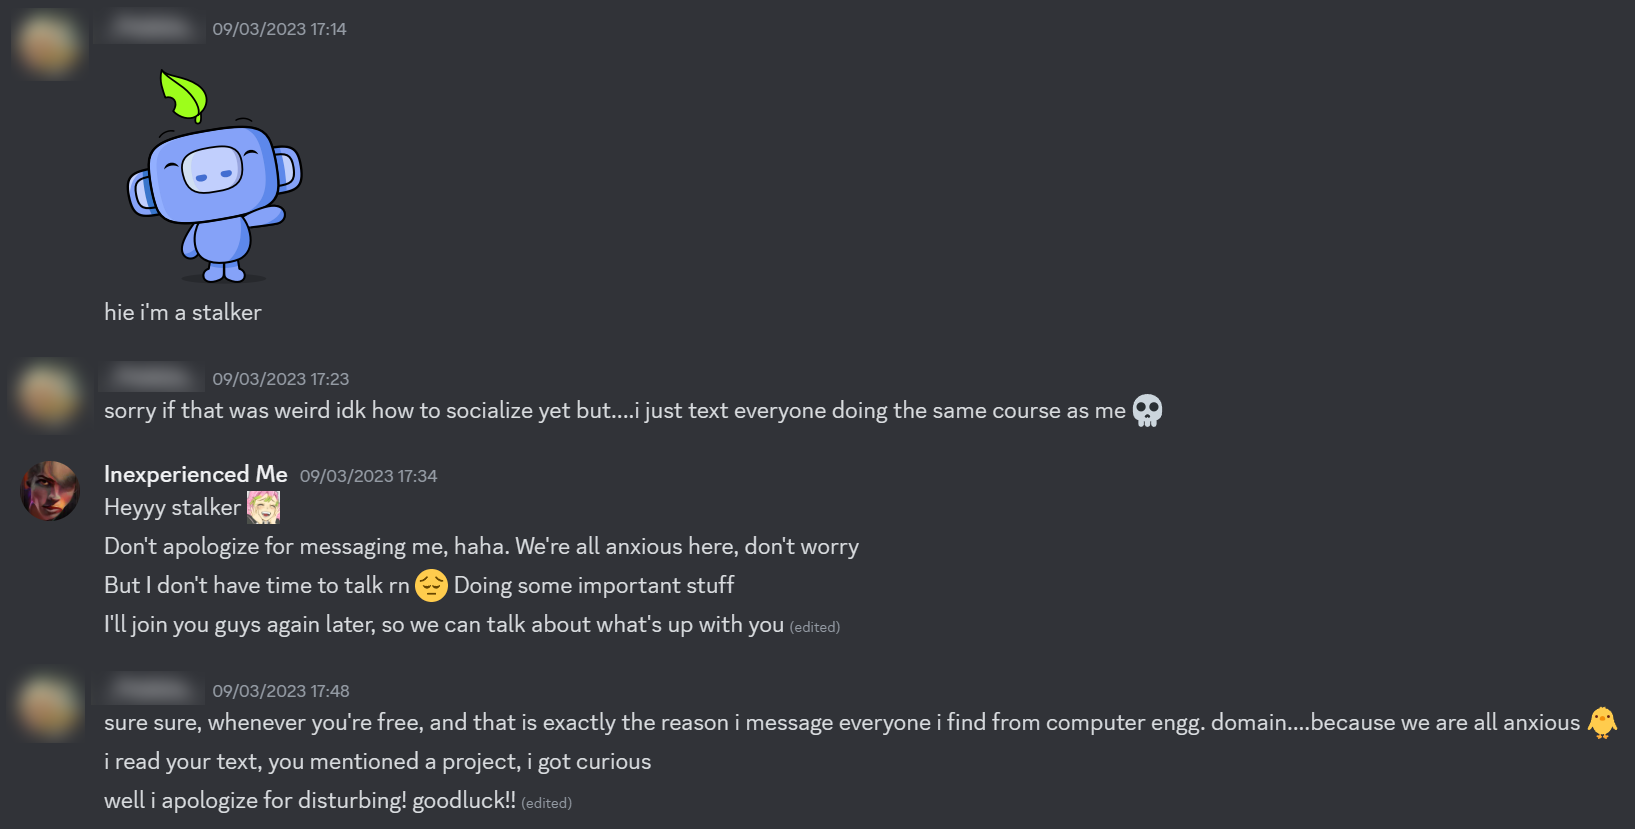 09/03/2023 17:14
hie i'm a stalker
09/03/2023 17:23
sorry if that was weird idk how to socialize yet but....i just text everyone doing the same course as me
Inexperienced Me 09/03/2023 17:34
Heyyy stalker
Don't apologize for messaging me, haha. We're all anxious here, don't worry
But I don't have time to talk rn Doing some important stuff
I'll join you guys again later, so we can talk about what's up with you (edited)
09/03/2023 17:48
sure sure, whenever you're free, and that is exactly the reason i message everyone i find from computer engg. domain....because we are all anxious
i read your text, you mentioned a project, i got curious
well i apologize for disturbing! goodluck!! (edited)